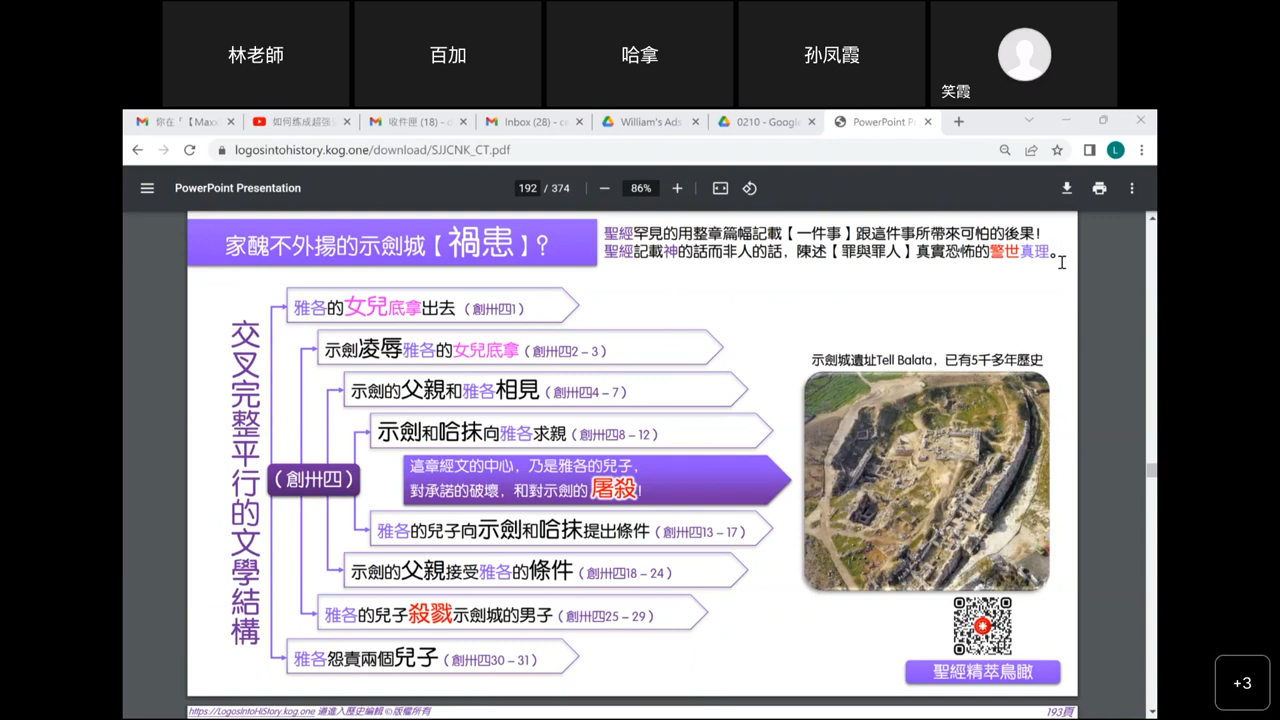 林老師
百加
哈拿
孙凤霞
笑霞
你在「【Max
如何炼成超强
收件匣 (18) - d
Inbox (28) - ce
William's Ads
0210 - Google
PowerPoint P
logosintohistory.kog.one/download/SJJCNK_CT.pdf
L
PowerPoint Presentation
192 / 374
86%
家醜不外揚的示劍城【禍患】?
聖經罕見的用整章篇幅記載【一件事】跟這件事所帶來可怕的後果!
聖經記載神的話而非人的話，陳述【罪與罪人】真實恐怖的警世真理。
交叉完整平行的文學結構
(創卅四)
雅各的女兒底拿出去 (創卅四1)
示劍凌辱雅各的女兒底拿 (創卅四2－3)
示劍的父親和雅各相見 (創卅四4－7)
示劍和哈抹向雅各求親 (創卅四8－12)
這章經文的中心，乃是雅各的兒子，
對承諾的破壞，和對示劍的屠殺!
雅各的兒子向示劍和哈抹提出條件 (創卅四13－17)
示劍的父親接受雅各的條件 (創卅四18－24)
雅各的兒子殺戮示劍城的男子 (創卅四25－29)
雅各怨責兩個兒子 (創卅四30－31)
示劍城遺址Tell Balata，已有5千多年歷史
聖經精萃鳥瞰
https://LogosIntoHiStory.kog.one 道進入歷史編輯 ©版權所有
193頁
+3